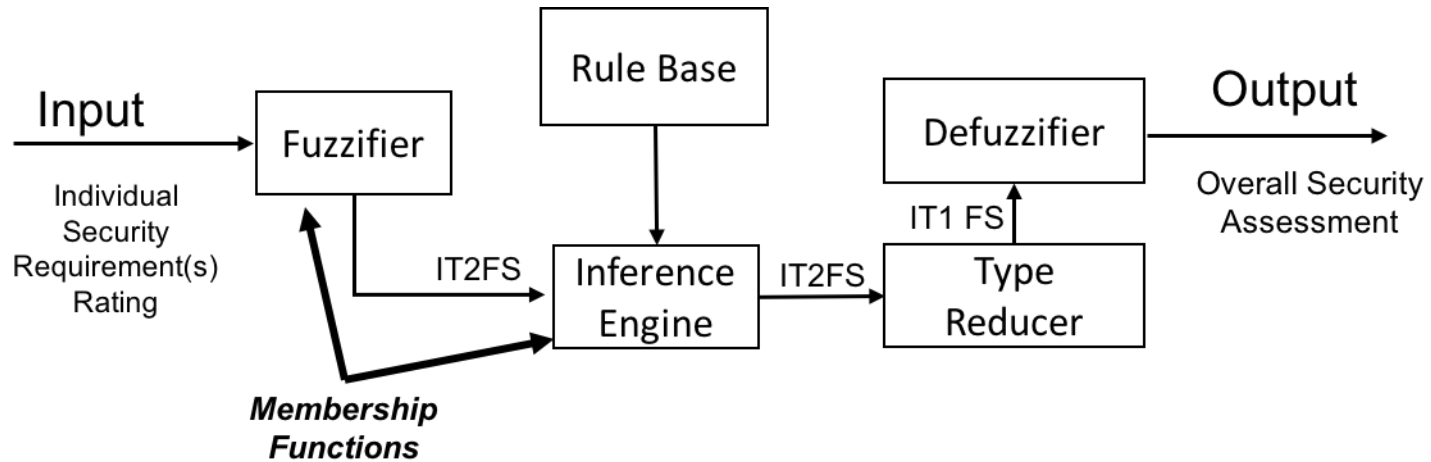 Input
Individual
Security
Requirement(s)
Rating
Fuzzifier
Rule Base
IT2FS
Inference
Engine
Membership
Functions
IT2FS
Type
Reducer
IT1 FS
Defuzzifier
Output
Overall Security
Assessment